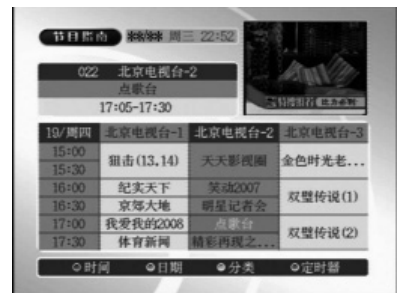 节目指南 **/** 周三 22:52
022 北京电视台-2
点歌台
17:05-17:30
19/周四 北京电视台-1 北京电视台-2 北京电视台-3
15:00 狙击(13,14) 天天影视圈 金色时光老...
15:30
16:00 纪实天下 笑动2007 双璧传说(1)
16:30 京郊大地 明星记者会
17:00 我爱我的2008 点歌台 双璧传说(2)
17:30 体育新闻 精彩再现之...
时间 日期 分类 定时器